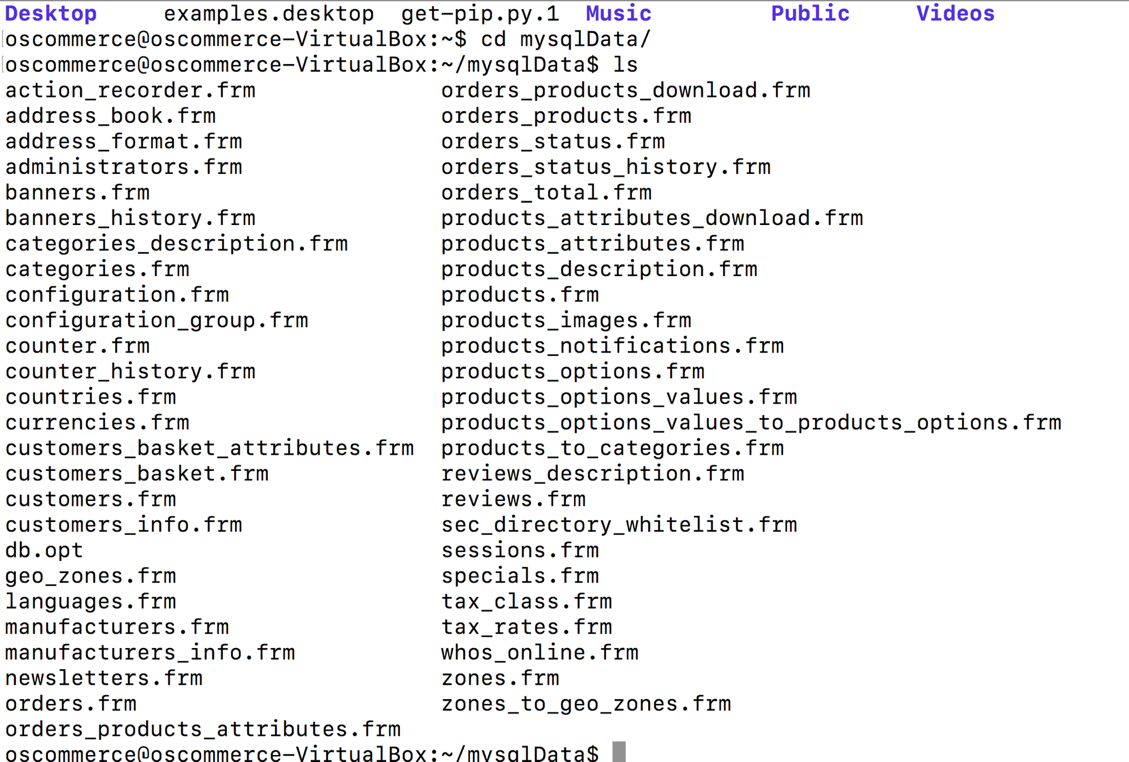 Desktop examples.desktop get-pip.py.1 Music Public Videos
oscommerce@oscommerce-VirtualBox:~$ cd mysqlData/
oscommerce@oscommerce-VirtualBox:~/mysqlData$ ls
action_recorder.frm orders_products_download.frm
address_book.frm orders_products.frm
address_format.frm orders_status.frm
administrators.frm orders_status_history.frm
banners.frm orders_total.frm
banners_history.frm products_attributes_download.frm
categories_description.frm products_attributes.frm
categories.frm products_description.frm
configuration.frm products.frm
configuration_group.frm products_images.frm
counter.frm products_notifications.frm
counter_history.frm products_options.frm
countries.frm products_options_values.frm
currencies.frm products_options_values_to_products_options.frm
customers_basket_attributes.frm products_to_categories.frm
customers_basket.frm reviews_description.frm
customers.frm reviews.frm
customers_info.frm sec_directory_whitelist.frm
db.opt sessions.frm
geo_zones.frm specials.frm
languages.frm tax_class.frm
manufacturers.frm tax_rates.frm
manufacturers_info.frm whos_online.frm
newsletters.frm zones.frm
orders.frm zones_to_geo_zones.frm
orders_products_attributes.frm
oscommerce@oscommerce-VirtualBox:~/mysqlData$